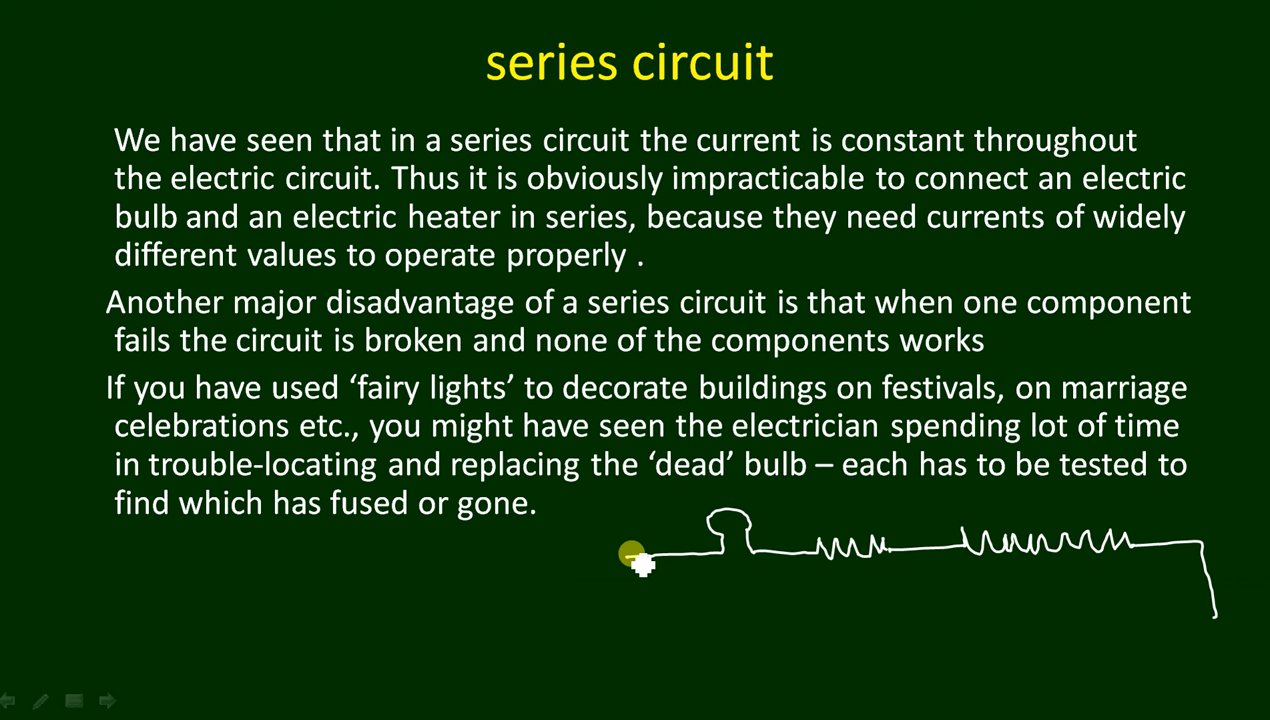 series circuit
We have seen that in a series circuit the current is constant throughout
the electric circuit. Thus it is obviously impracticable to connect an electric
bulb and an electric heater in series, because they need currents of widely
different values to operate properly .
Another major disadvantage of a series circuit is that when one component
fails the circuit is broken and none of the components works
If you have used ‘fairy lights’ to decorate buildings on festivals, on marriage
celebrations etc., you might have seen the electrician spending lot of time
in trouble-locating and replacing the ‘dead’ bulb – each has to be tested to
find which has fused or gone.